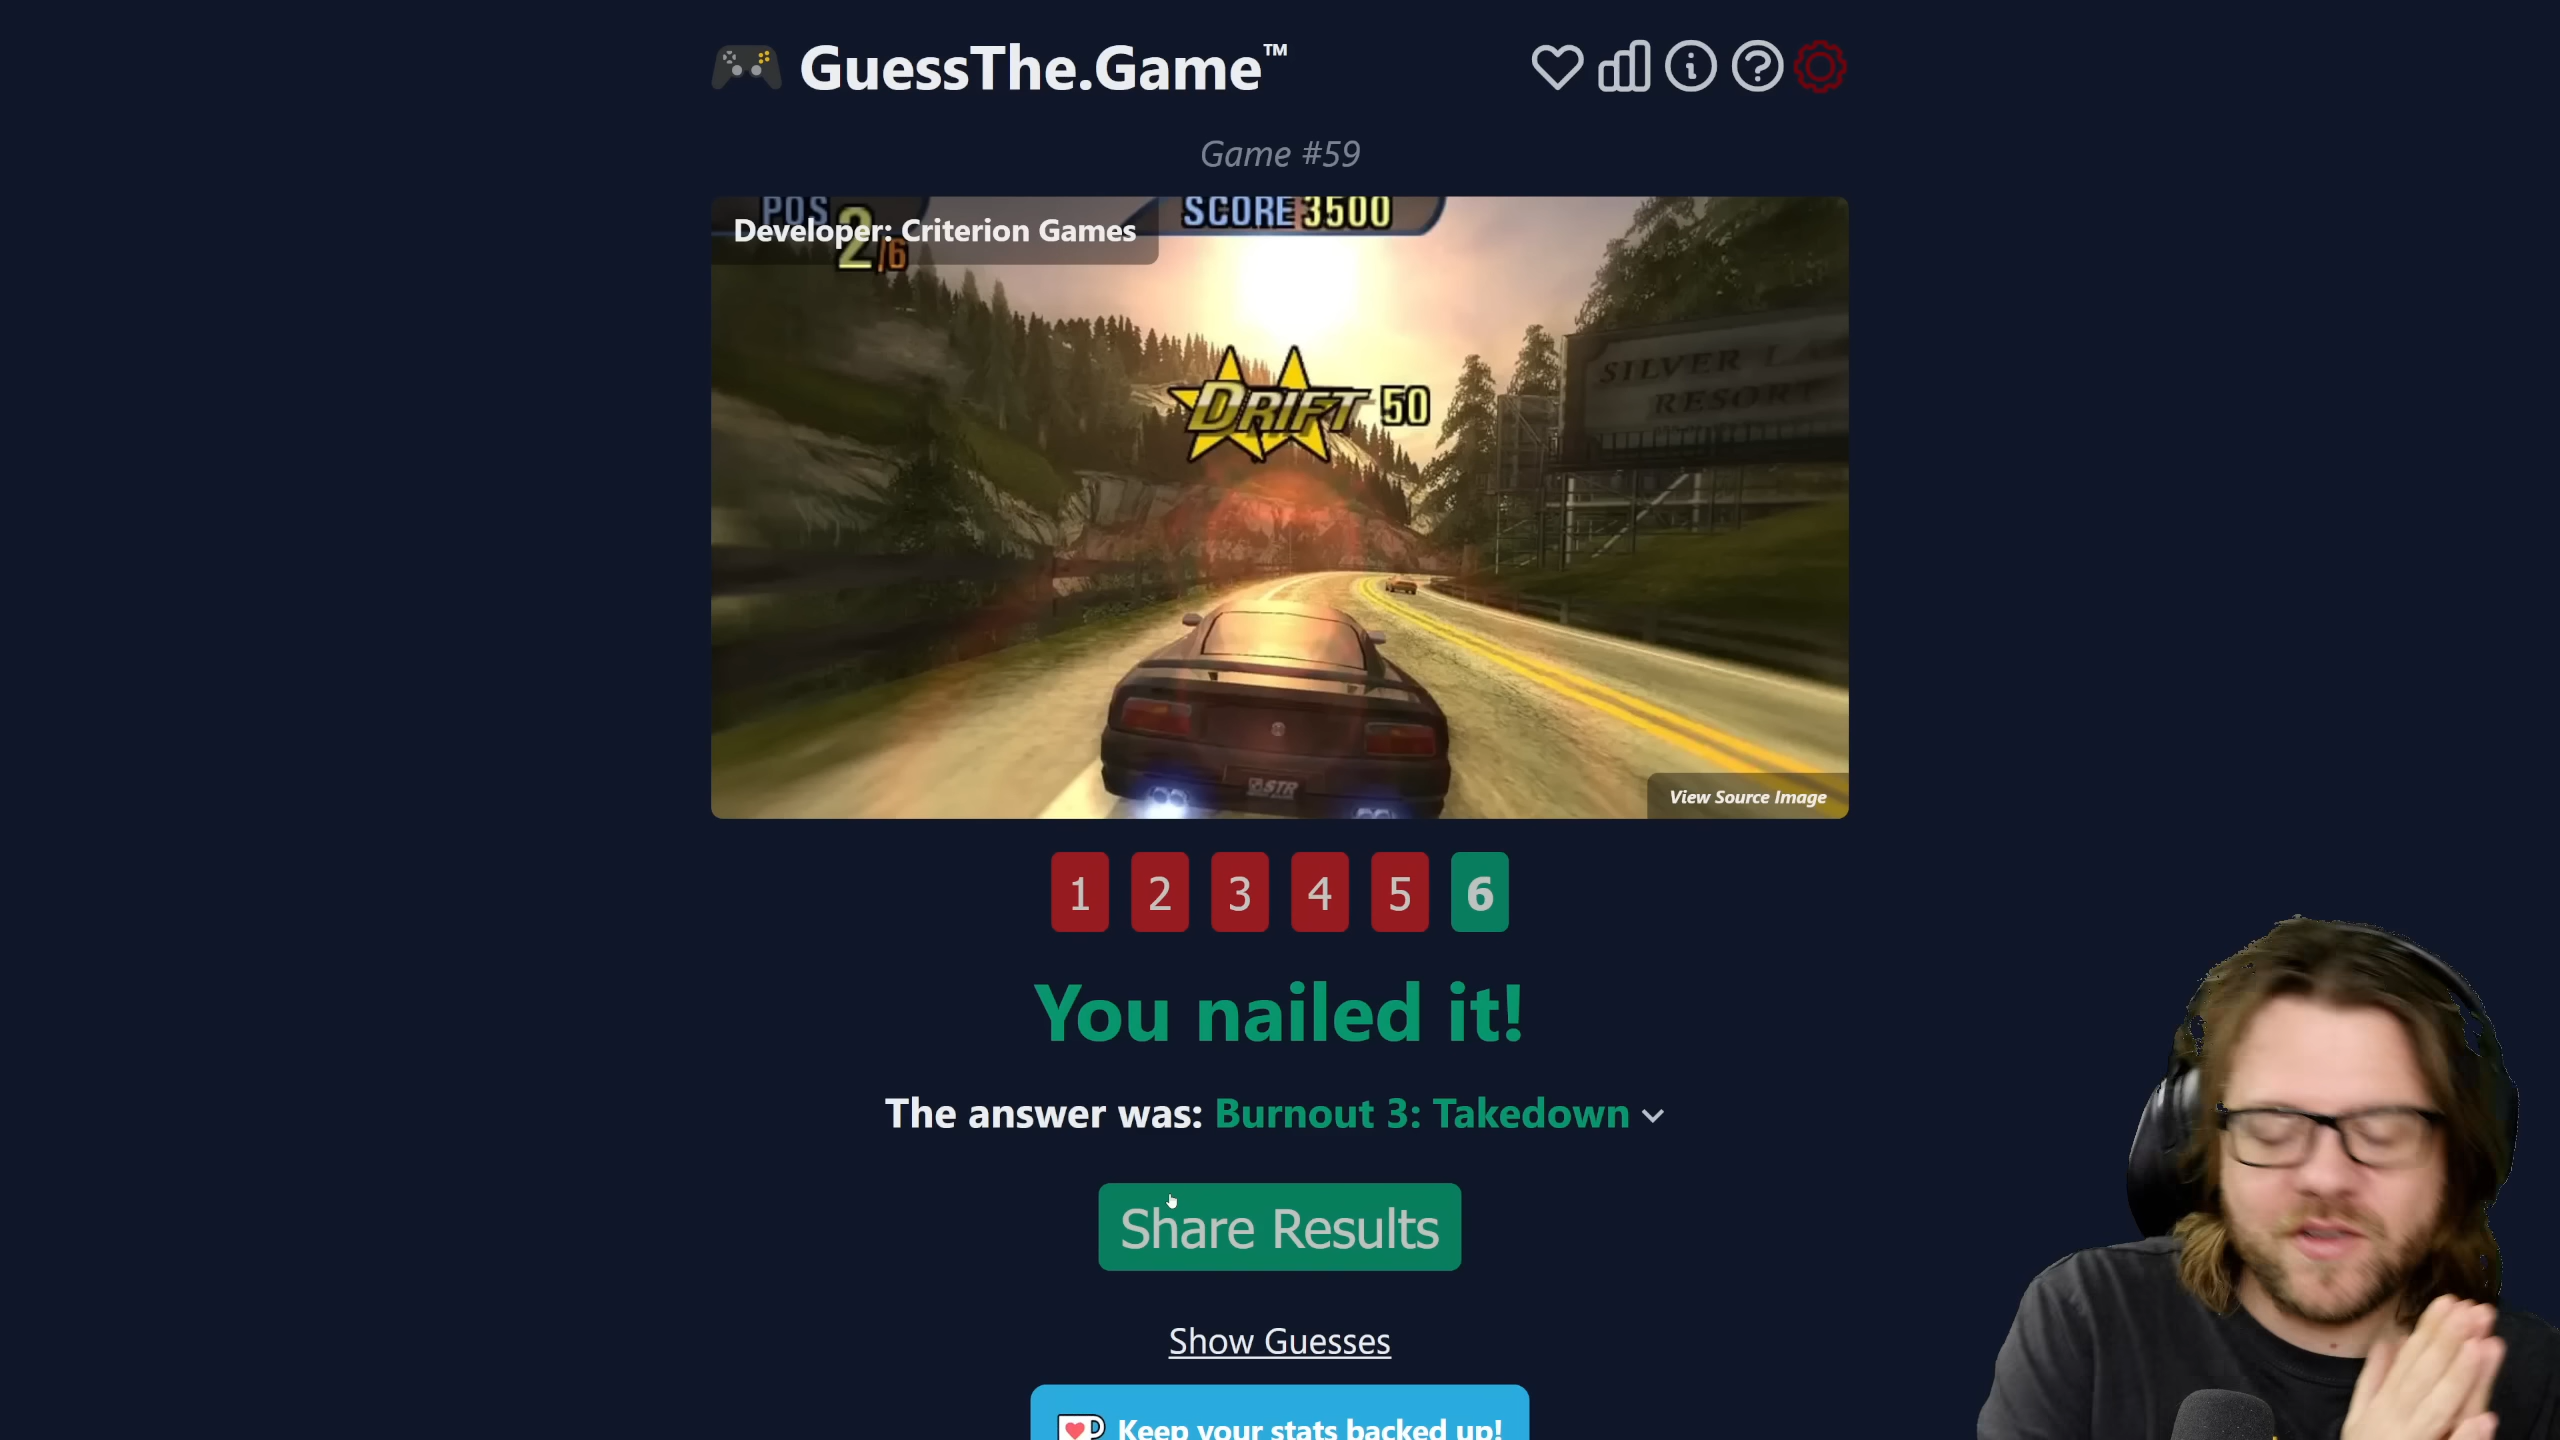 GuessThe.Game™
Game #59
POS 2/6
SCORE 3500
Developer: Criterion Games
DRIFT 50
SILVER
RESORT
STR
View Source Image
1 2 3 4 5 6
You nailed it!
The answer was: Burnout 3: Takedown
Share Results
Show Guesses
Keep your stats backed up!